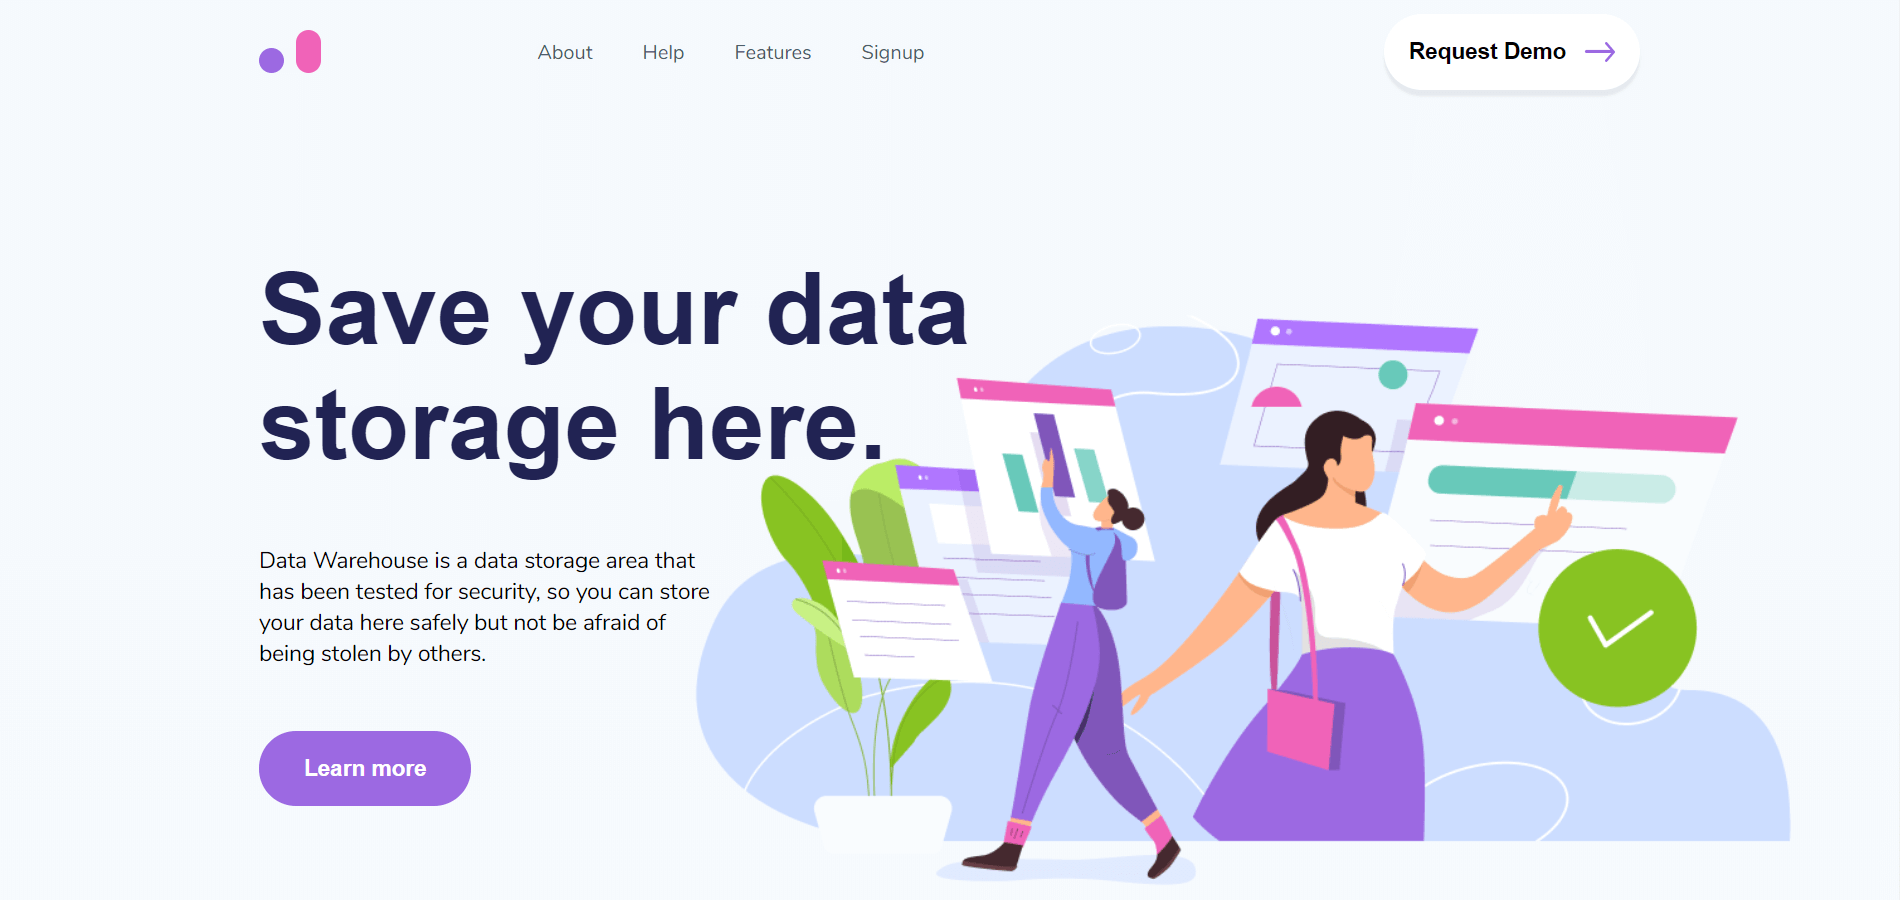 About Help Features Signup Request Demo
Save your data
storage here.
Data Warehouse is a data storage area that
has been tested for security, so you can store
your data here safely but not be afraid of
being stolen by others.
Learn more